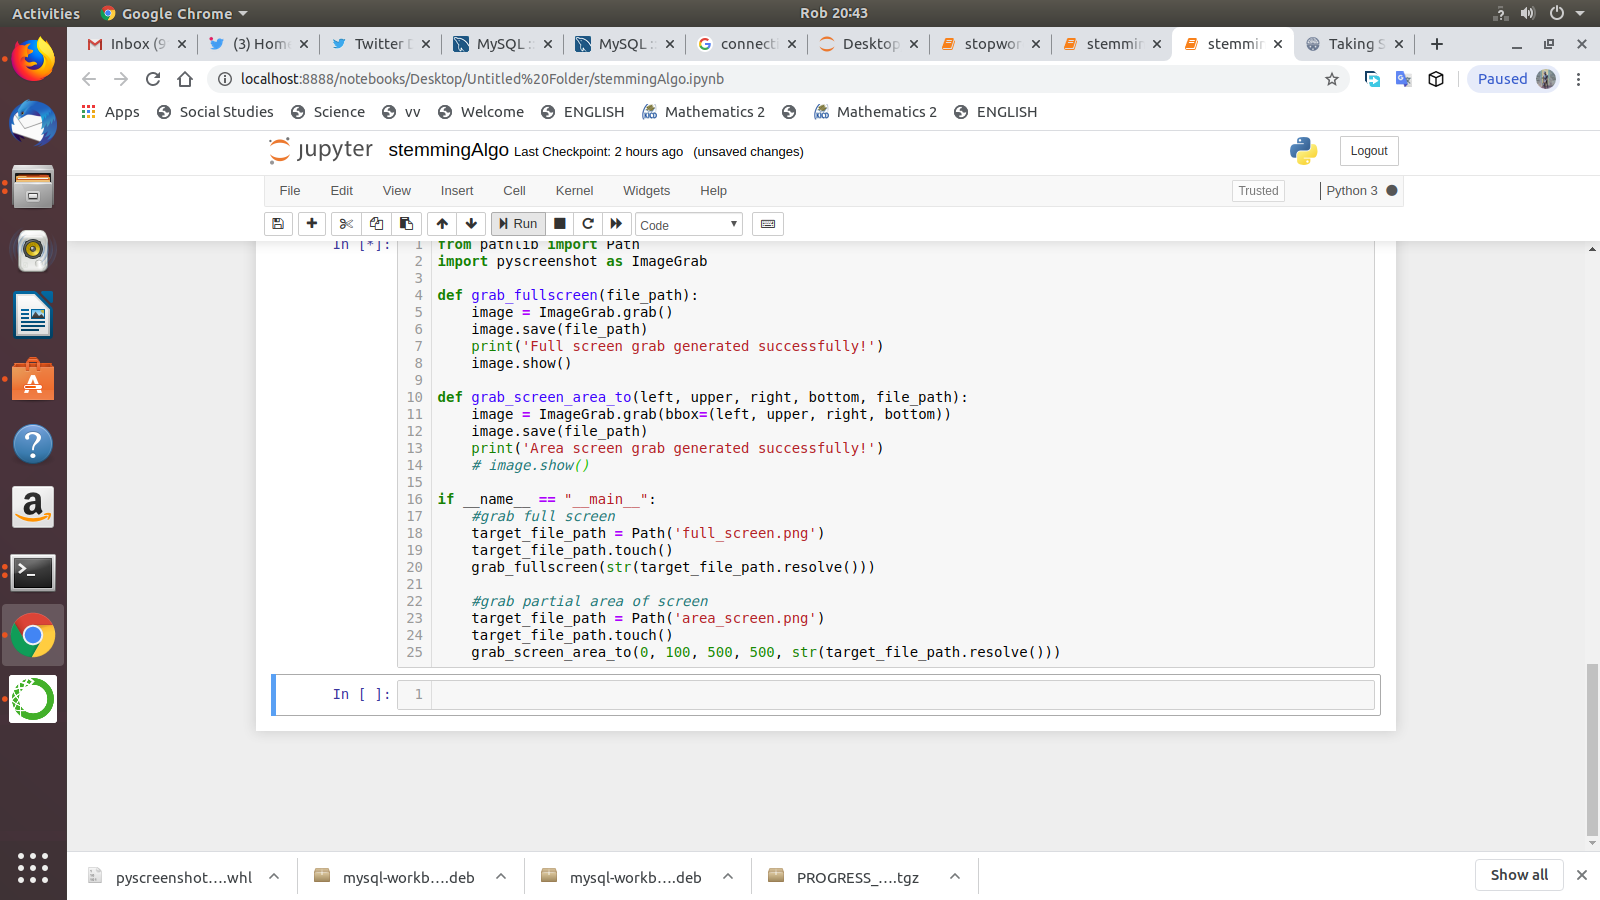 Activities Google Chrome Rob 20:43
Inbox (9 (3) Hom Twitter D MySQL :: MySQL :: connecti Desktop stopwor stemmin stemmin Taking S
localhost:8888/notebooks/Desktop/Untitled%20Folder/stemmingAlgo.ipynb Paused
Apps Social Studies Science vv Welcome ENGLISH Mathematics 2 Mathematics 2 ENGLISH
jupyter stemmingAlgo Last Checkpoint: 2 hours ago (unsaved changes) Logout
File Edit View Insert Cell Kernel Widgets Help Trusted Python 3
Run Code
In [*]: 1 from pathlib import Path
2 import pyscreenshot as ImageGrab
3
4 def grab_fullscreen(file_path):
5     image = ImageGrab.grab()
6     image.save(file_path)
7     print('Full screen grab generated successfully!')
8     image.show()
9
10 def grab_screen_area_to(left, upper, right, bottom, file_path):
11     image = ImageGrab.grab(bbox=(left, upper, right, bottom))
12     image.save(file_path)
13     print('Area screen grab generated successfully!')
14     # image.show()
15
16 if __name__ == "__main__":
17     #grab full screen
18     target_file_path = Path('full_screen.png')
19     target_file_path.touch()
20     grab_fullscreen(str(target_file_path.resolve()))
21
22     #grab partial area of screen
23     target_file_path = Path('area_screen.png')
24     target_file_path.touch()
25     grab_screen_area_to(0, 100, 500, 500, str(target_file_path.resolve()))
In [ ]: 1
pyscreenshot....whl mysql-workb....deb mysql-workb....deb PROGRESS_....tgz Show all